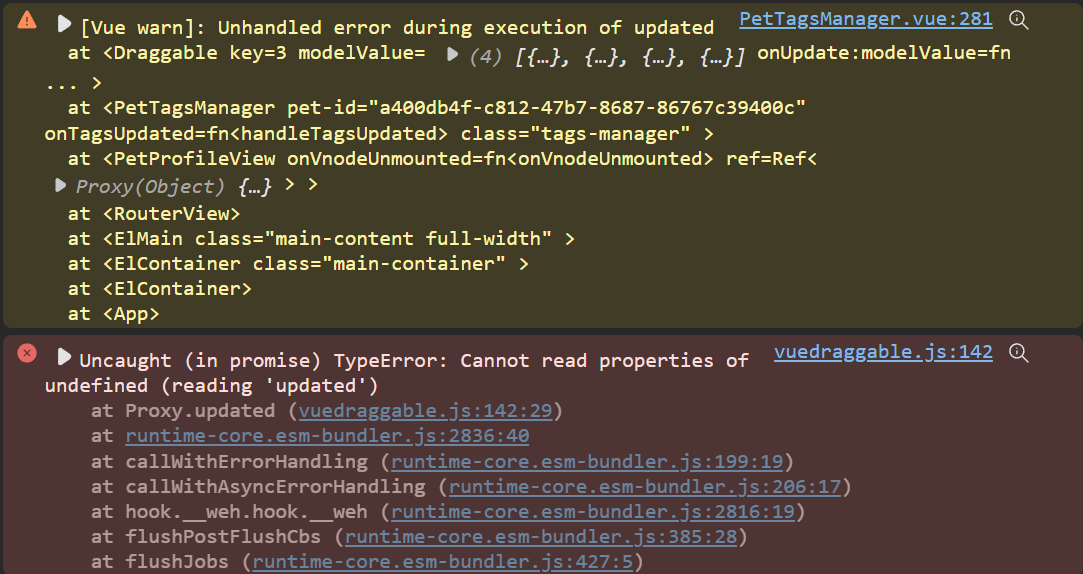 [Vue warn]: Unhandled error during execution of updated PetTagsManager.vue:281
at <Draggable key=3 modelValue= (4) [{…}, {…}, {…}, {…}] onUpdate:modelValue=fn
... >
at <PetTagsManager pet-id="a400db4f-c812-47b7-8687-86767c39400c"
onTagsUpdated=fn<handleTagsUpdated> class="tags-manager" >
at <PetProfileView onVnodeUnmounted=fn<onVnodeUnmounted> ref=Ref<
Proxy(Object) {…} > >
at <RouterView>
at <ElMain class="main-content full-width" >
at <ElContainer class="main-container" >
at <ElContainer>
at <App>
Uncaught (in promise) TypeError: Cannot read properties of vuedraggable.js:142
undefined (reading 'updated')
at Proxy.updated (vuedraggable.js:142:29)
at runtime-core.esm-bundler.js:2836:40
at callWithErrorHandling (runtime-core.esm-bundler.js:199:19)
at callWithAsyncErrorHandling (runtime-core.esm-bundler.js:206:17)
at hook.__weh.hook.__weh (runtime-core.esm-bundler.js:2816:19)
at flushPostFlushCbs (runtime-core.esm-bundler.js:385:28)
at flushJobs (runtime-core.esm-bundler.js:427:5)